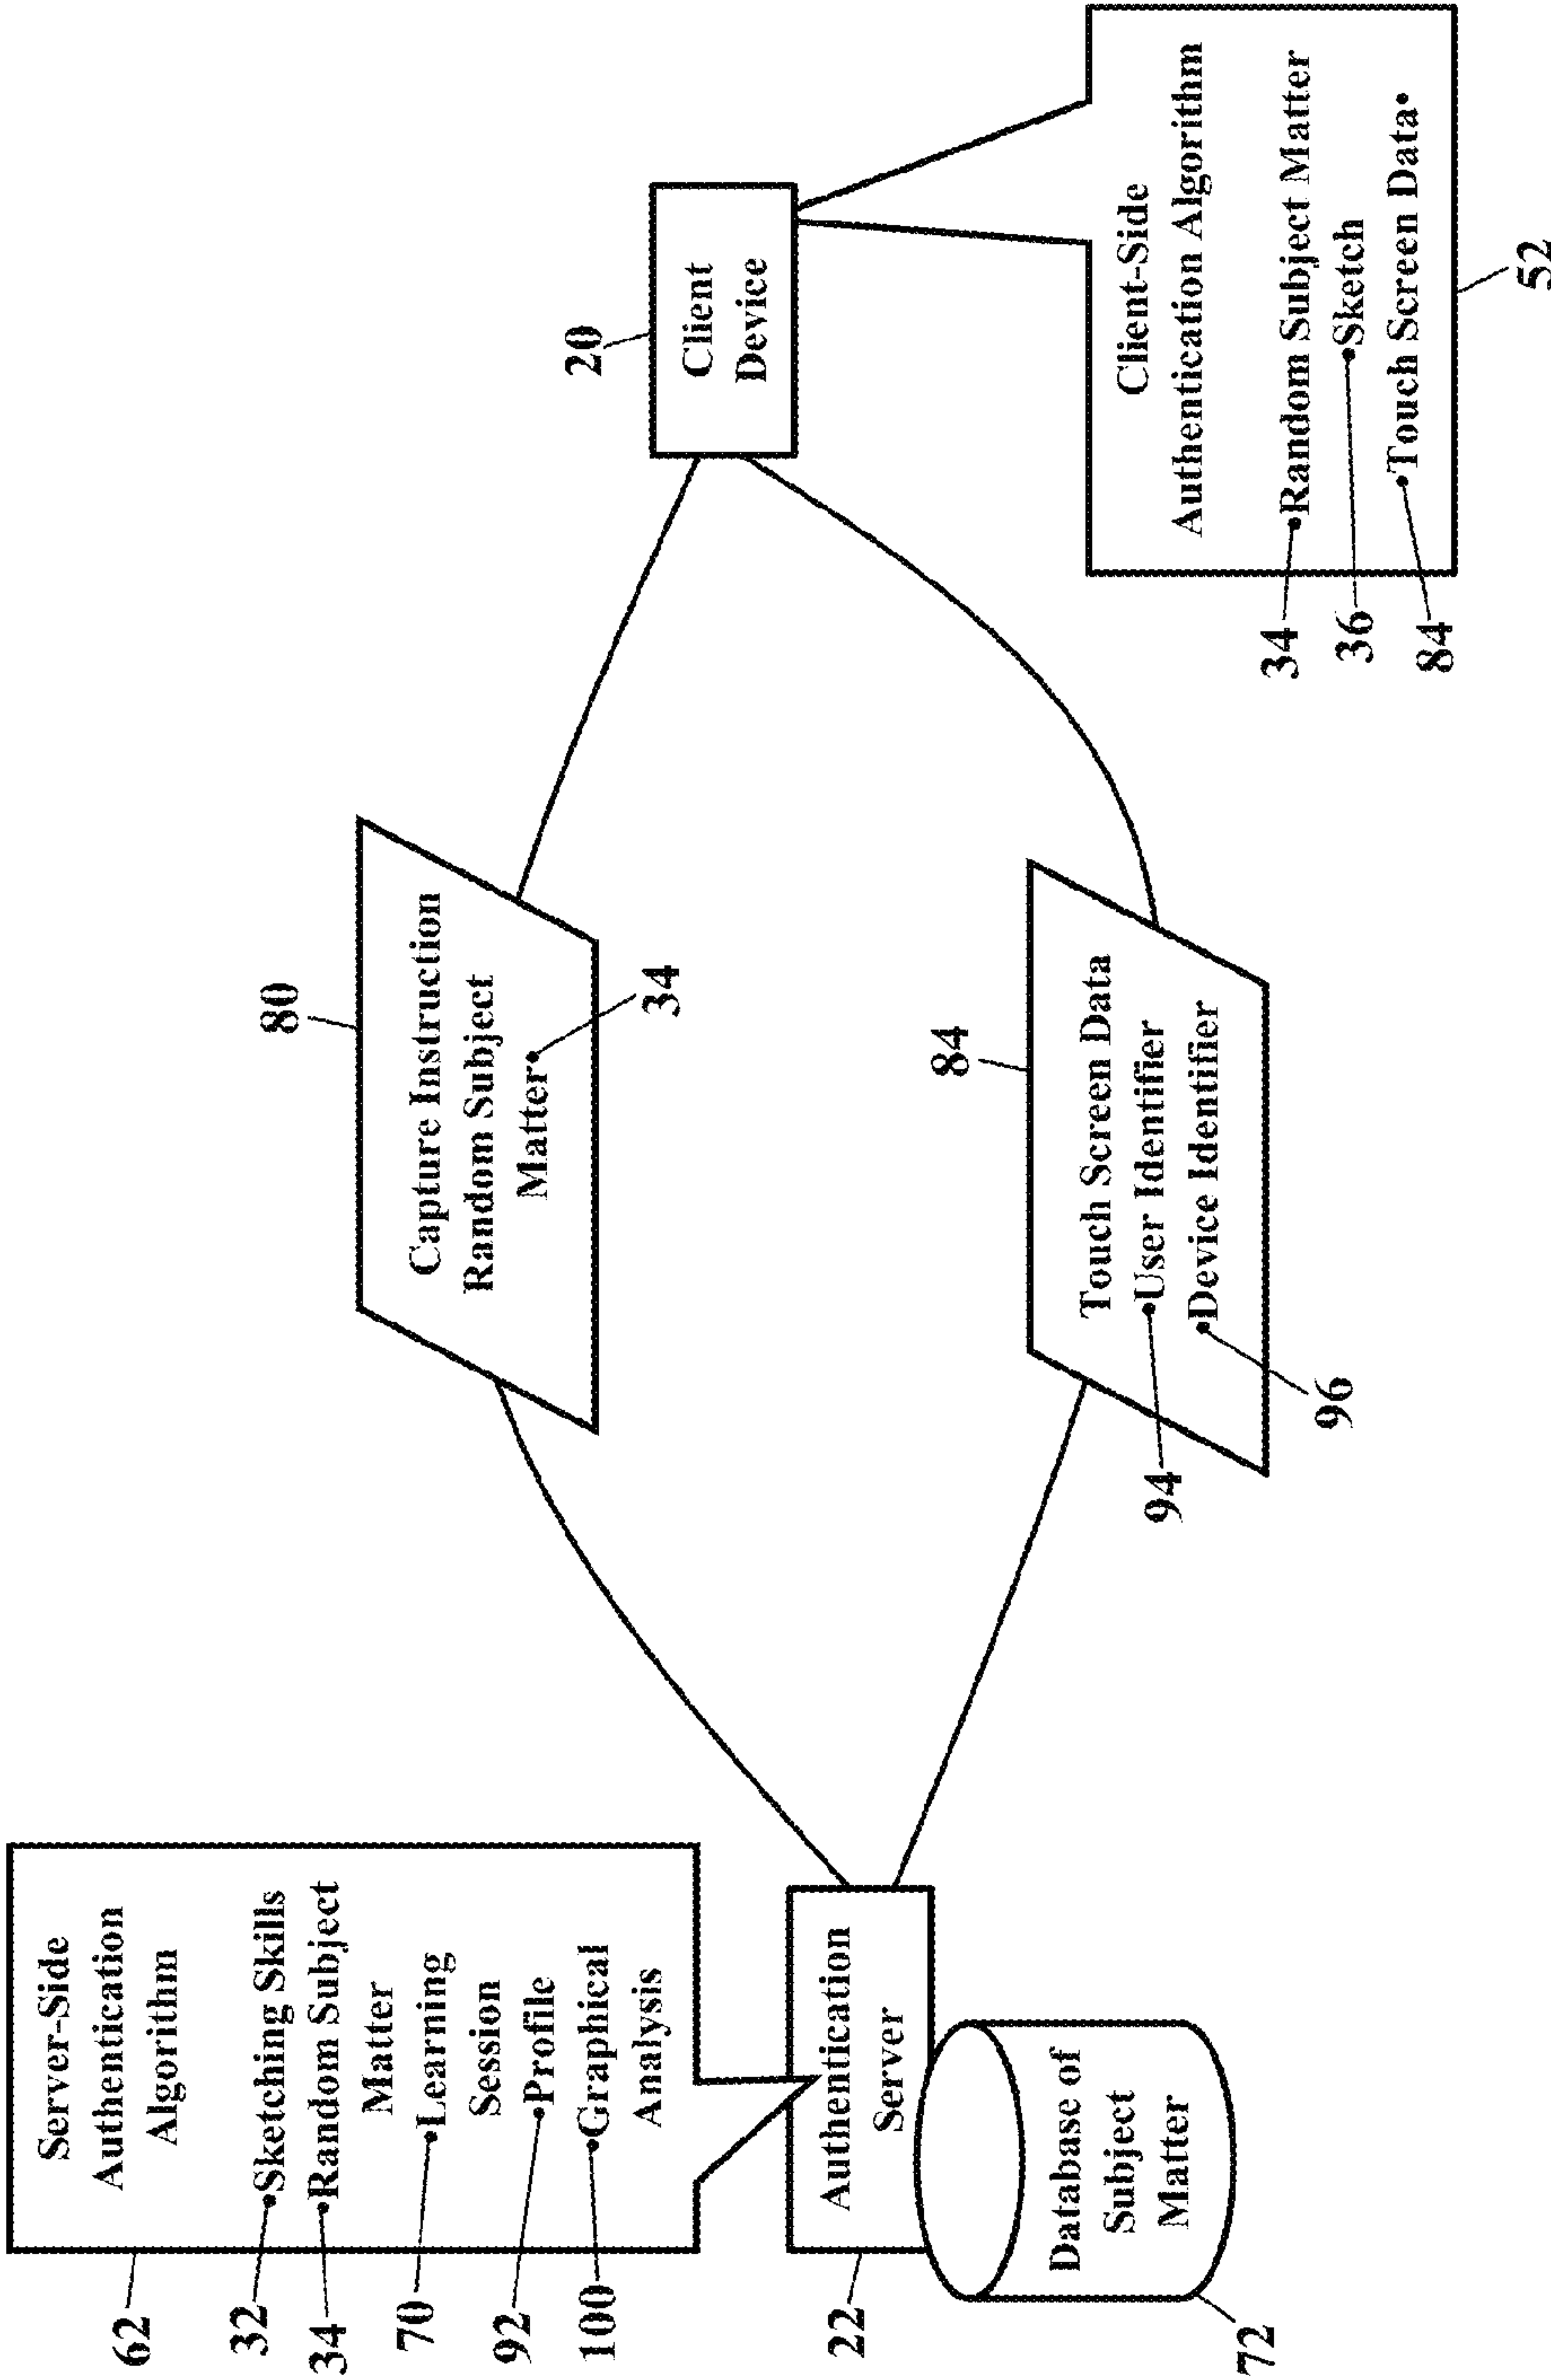 62
Server-Side
Authentication
Algorithm
32
•Sketching Skills
34
•Random Subject
Matter
70
•Learning
Session
92
•Profile
100
•Graphical
Analysis
22
Authentication
Server
72
Database of
Subject
Matter
80
Capture Instruction
Random Subject
Matter•
34
84
Touch Screen Data
•User Identifier
•Device Identifier
94
96
20
Client
Device
Client-Side
Authentication Algorithm
34
•Random Subject Matter
36
•Sketch
84
•Touch Screen Data•
52